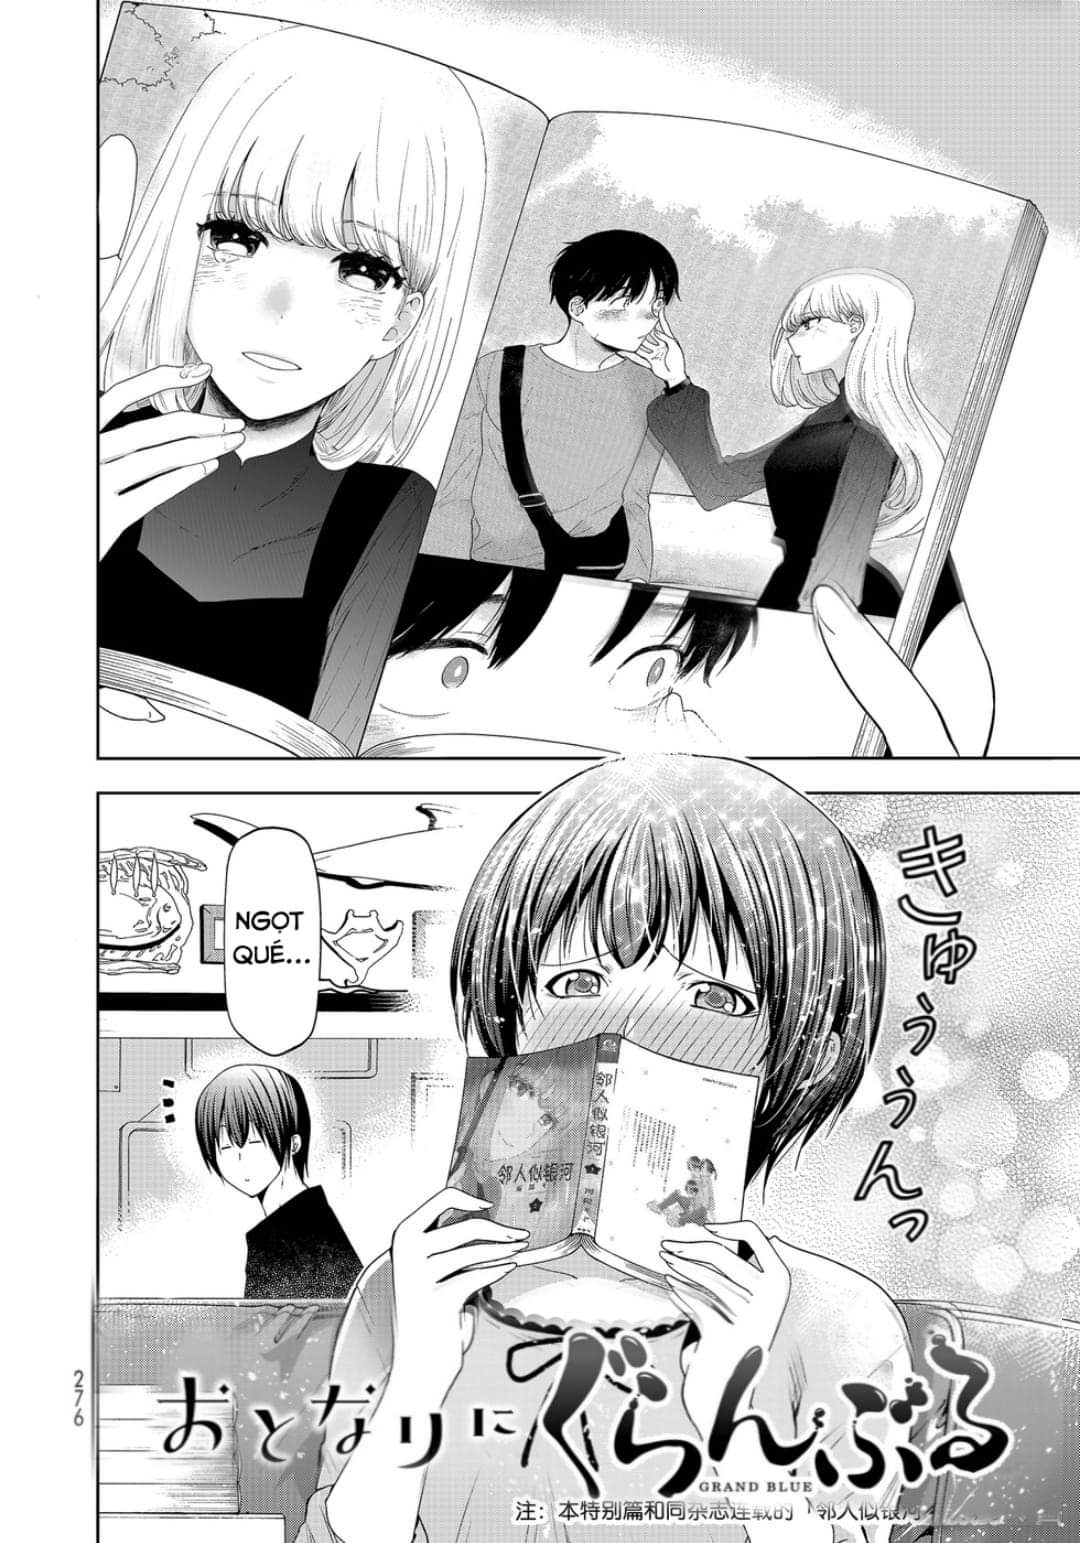 NGỌT
QUÉ...
きゅぅぅんっ
邻人似银河
邻人似银河
276
おとなりにぐらんぶる
GRAND BLUE
注：本特别篇和同杂志连载的「邻人似银河